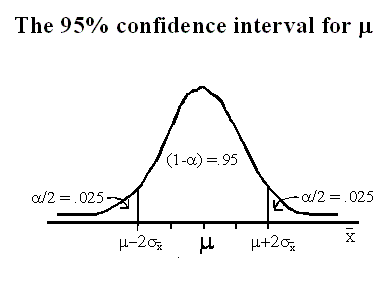 The 95% confidence interval for μ
(1-α) = .95
α/2 = .025
α/2 = .025
μ-2σx̄
μ
μ+2σx̄
x̄